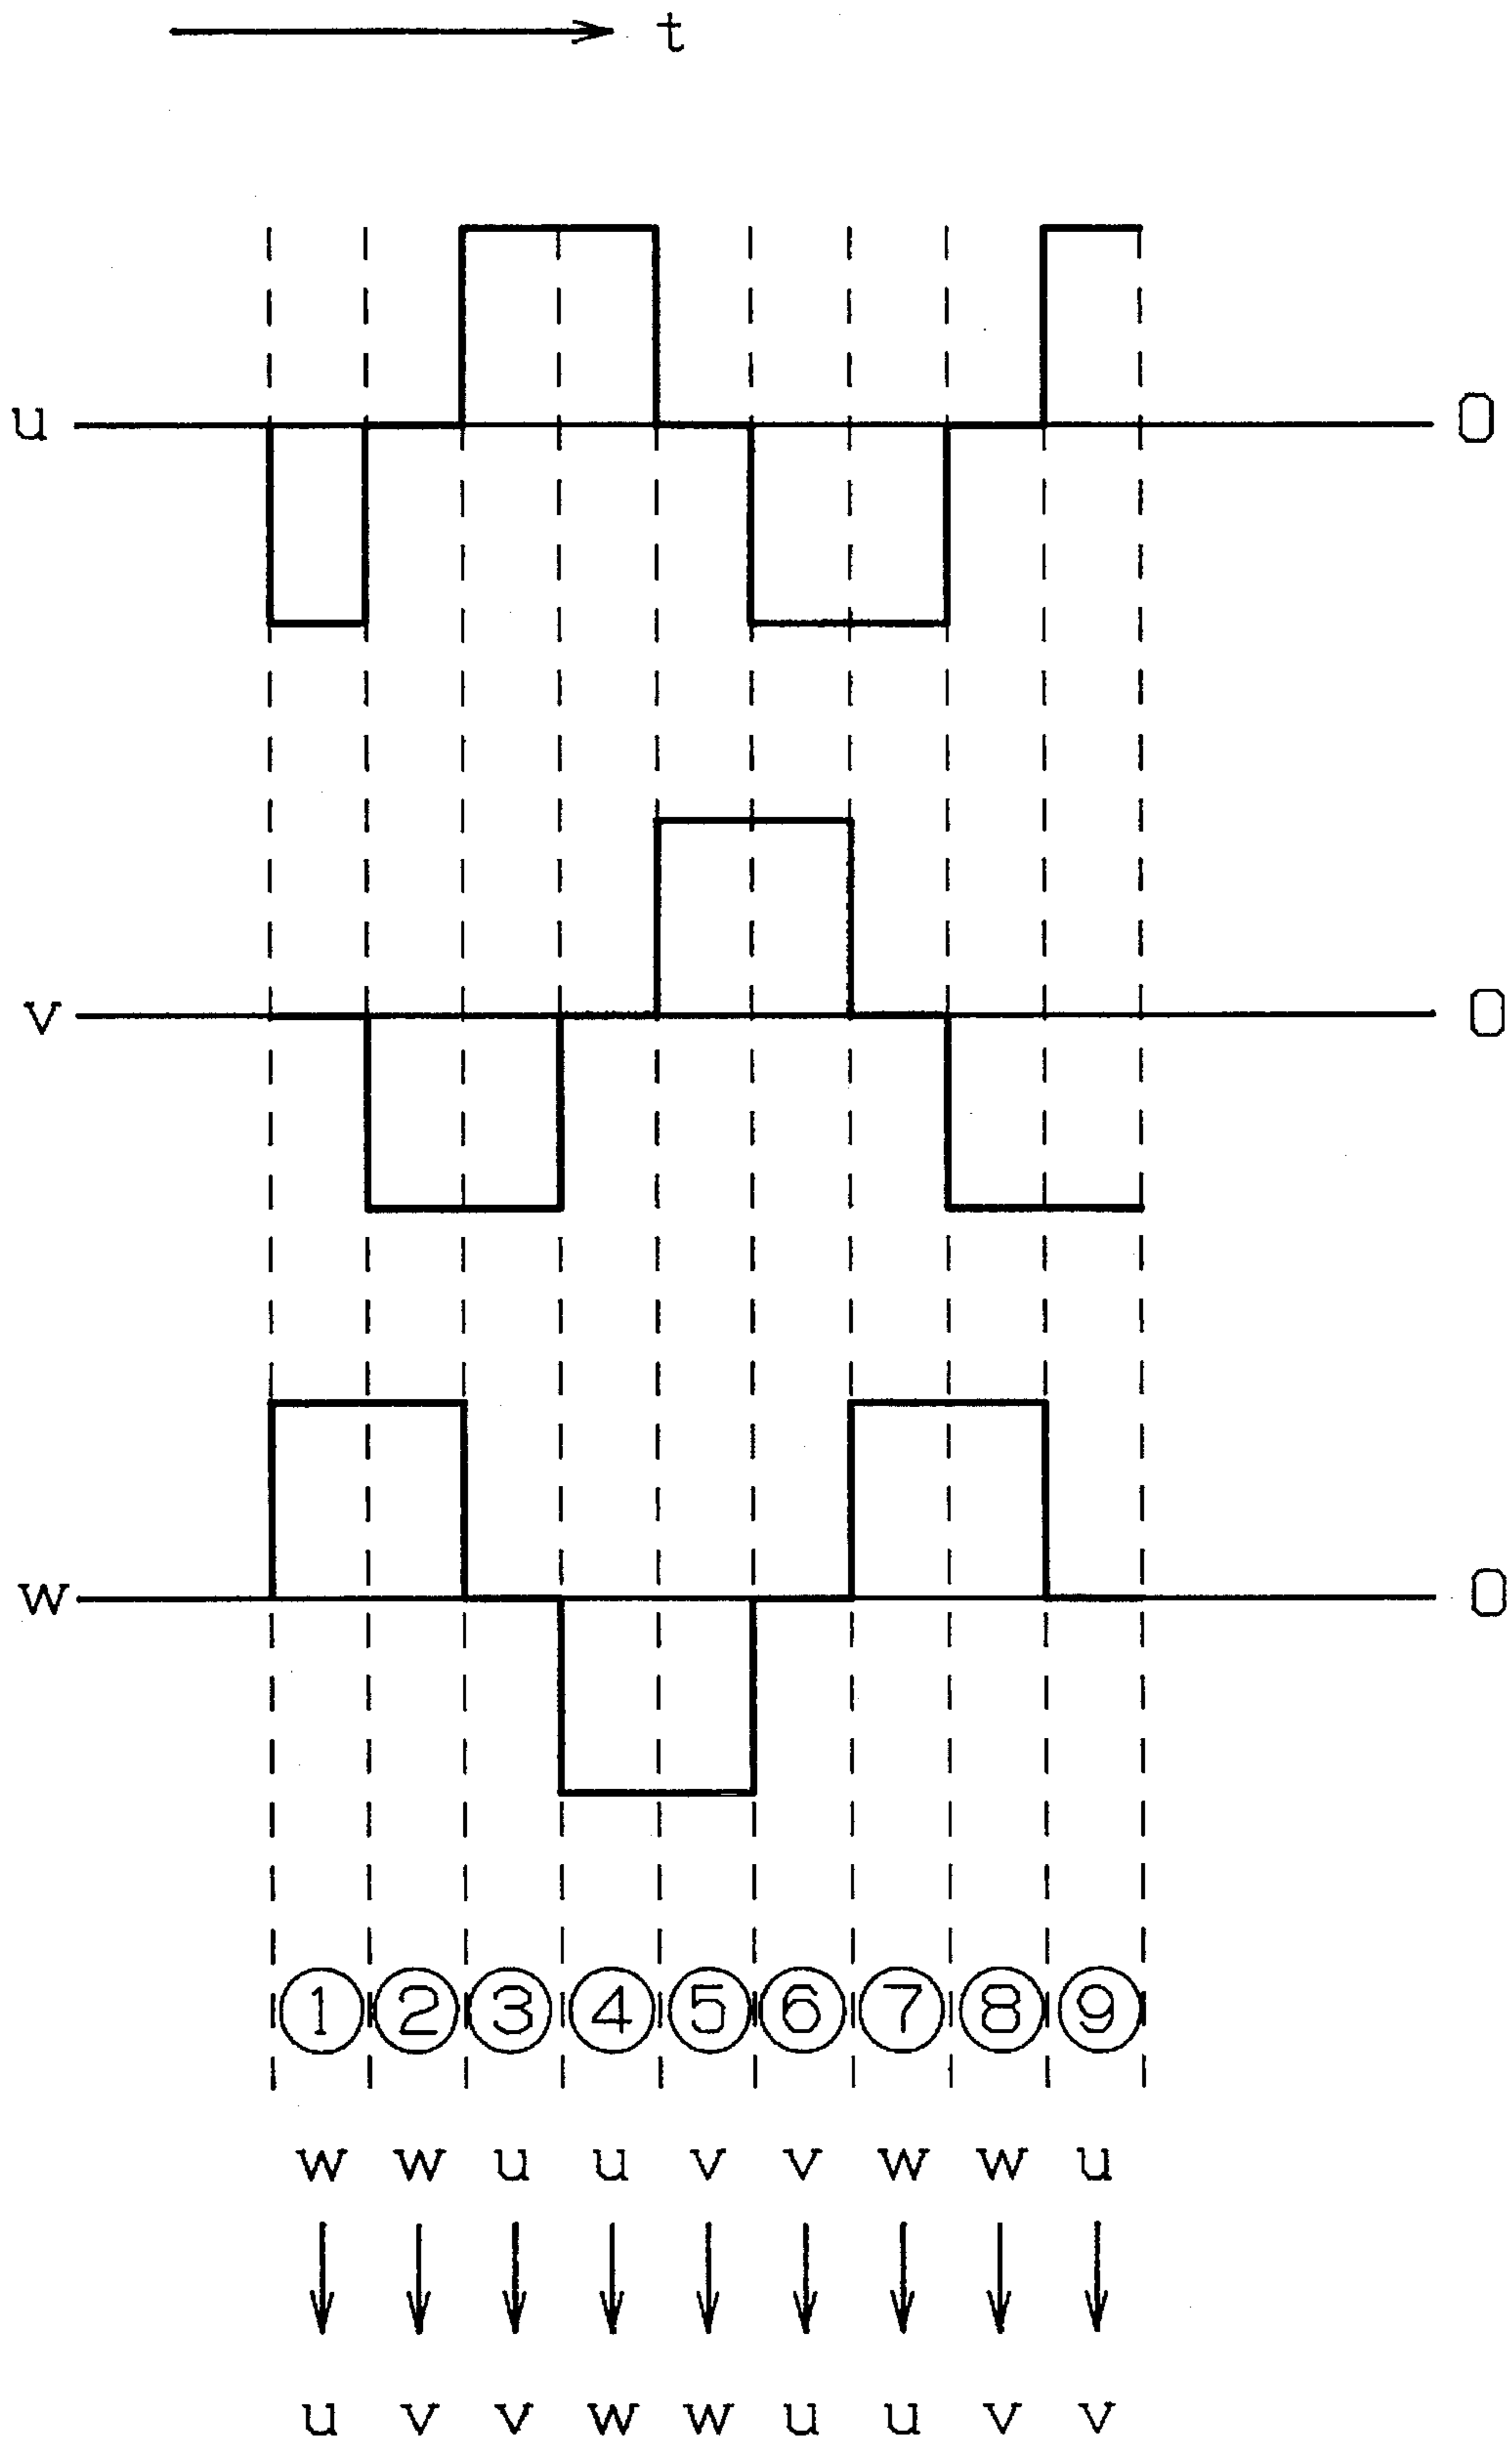 t
u 0
v 0
w 0
① ② ③ ④ ⑤ ⑥ ⑦ ⑧ ⑨
w w u u v v w w u
u v v w w u u v v